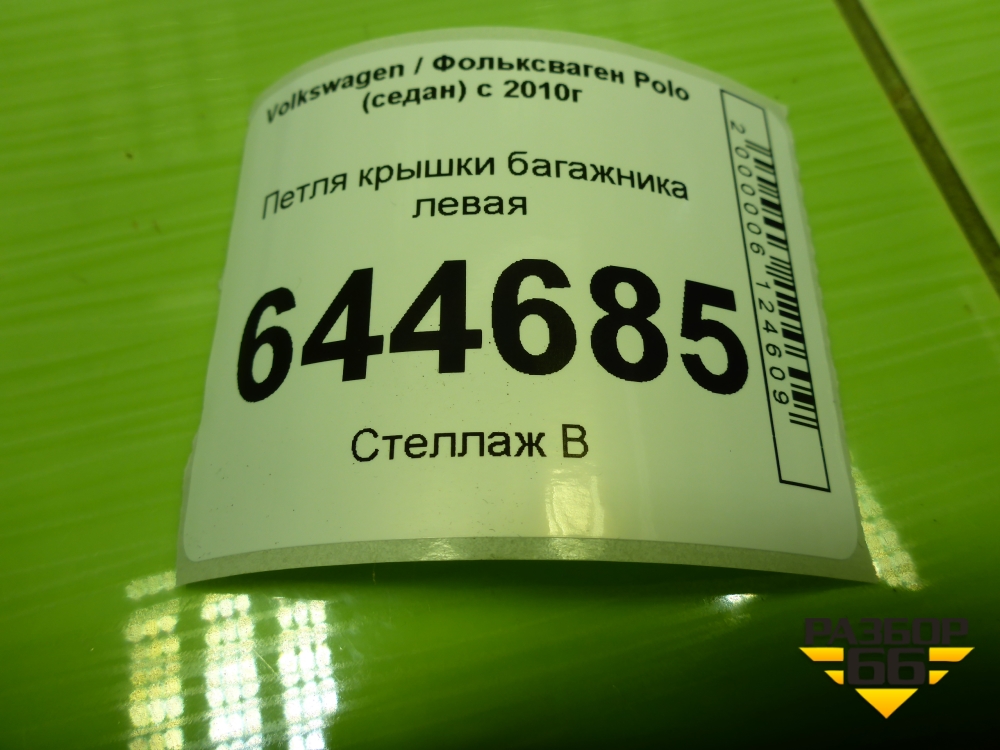 Volkswagen / Фольксваген Polo
(седан) с 2010г
Петля крышки багажника
левая
644685
Стеллаж В
2000006124609
РАЗБОР
66